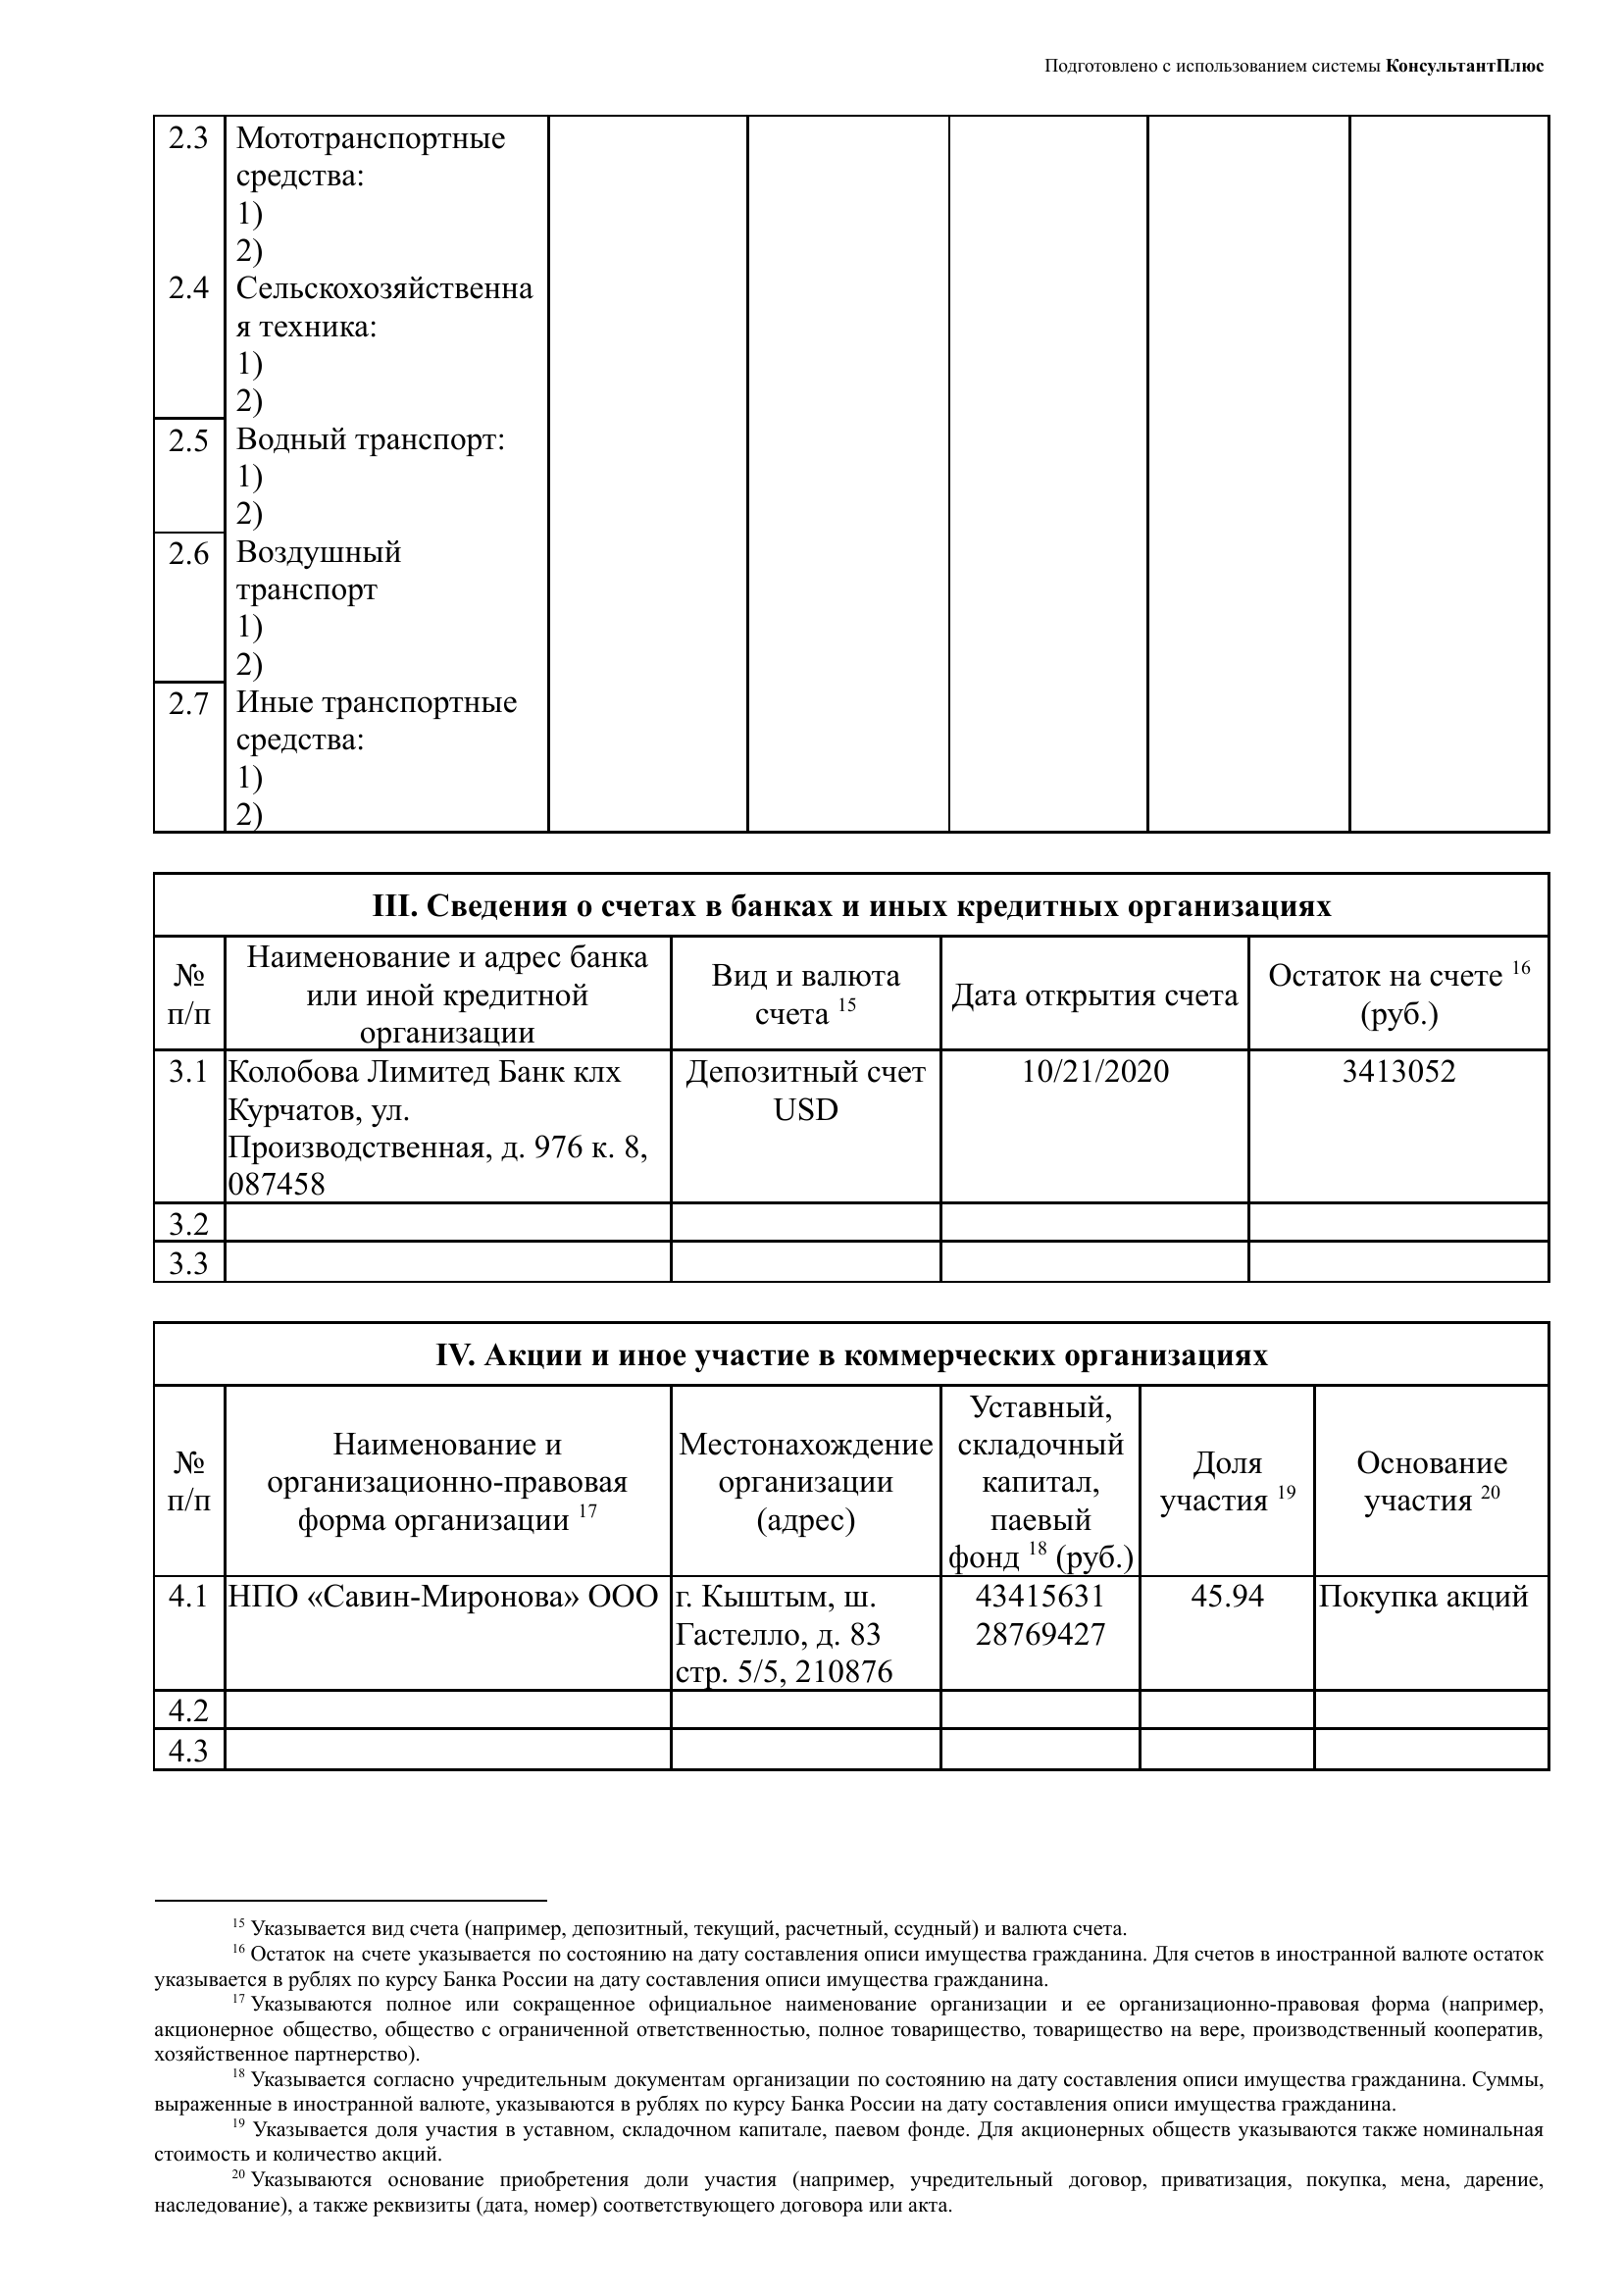 Подготовлено с использованием системы КонсультантПлюс
2.3 Мототранспортные
средства:
1)
2)
2.4 Сельскохозяйственна
я техника:
1)
2)
2.5 Водный транспорт:
1)
2)
2.6 Воздушный
транспорт
1)
2)
2.7 Иные транспортные
средства:
1)
2)
III. Сведения о счетах в банках и иных кредитных организациях
№
п/п
Наименование и адрес банка
или иной кредитной
организации
Вид и валюта
счета 15
Дата открытия счета
Остаток на счете 16
(руб.)
3.1 Колобова Лимитед Банк клх
Курчатов, ул.
Производственная, д. 976 к. 8,
087458
Депозитный счет
USD
10/21/2020
3413052
3.2
3.3
IV. Акции и иное участие в коммерческих организациях
№
п/п
Наименование и
организационно-правовая
форма организации 17
Местонахождение
организации
(адрес)
Уставный,
складочный
капитал,
паевый
фонд 18 (руб.)
Доля
участия 19
Основание
участия 20
4.1 НПО «Савин-Миронова» ООО
г. Кыштым, ш.
Гастелло, д. 83
стр. 5/5, 210876
43415631
28769427
45.94
Покупка акций
4.2
4.3
15 Указывается вид счета (например, депозитный, текущий, расчетный, ссудный) и валюта счета.
16 Остаток на счете указывается по состоянию на дату составления описи имущества гражданина. Для счетов в иностранной валюте остаток
указывается в рублях по курсу Банка России на дату составления описи имущества гражданина.
17 Указываются полное или сокращенное официальное наименование организации и ее организационно-правовая форма (например,
акционерное общество, общество с ограниченной ответственностью, полное товарищество, товарищество на вере, производственный кооператив,
хозяйственное партнерство).
18 Указывается согласно учредительным документам организации по состоянию на дату составления описи имущества гражданина. Суммы,
выраженные в иностранной валюте, указываются в рублях по курсу Банка России на дату составления описи имущества гражданина.
19 Указывается доля участия в уставном, складочном капитале, паевом фонде. Для акционерных обществ указываются также номинальная
стоимость и количество акций.
20 Указываются основание приобретения доли участия (например, учредительный договор, приватизация, покупка, мена, дарение,
наследование), а также реквизиты (дата, номер) соответствующего договора или акта.